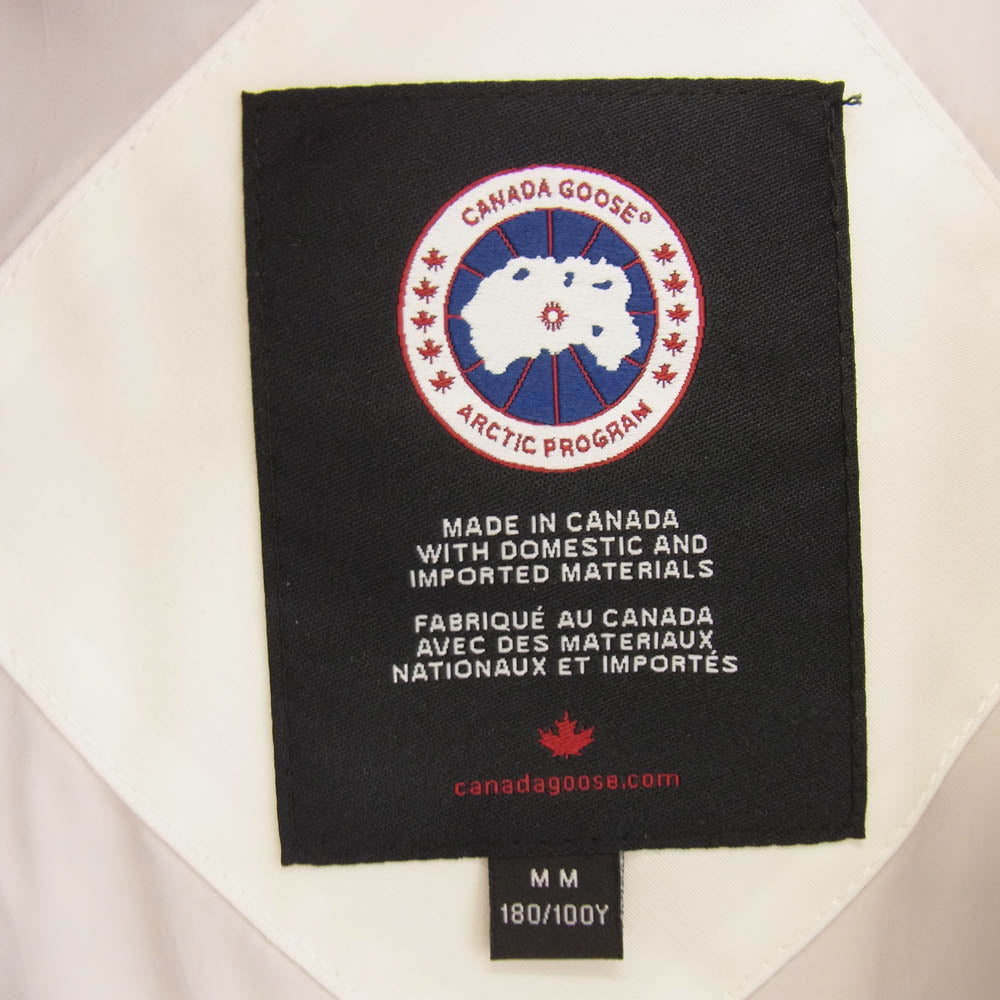 CANADA GOOSE®
ARCTIC PROGRAM
MADE IN CANADA
WITH DOMESTIC AND
IMPORTED MATERIALS
FABRIQUÉ AU CANADA
AVEC DES MATERIAUX
NATIONAUX ET IMPORTÉS
canadagoose.com
M M
180/100Y